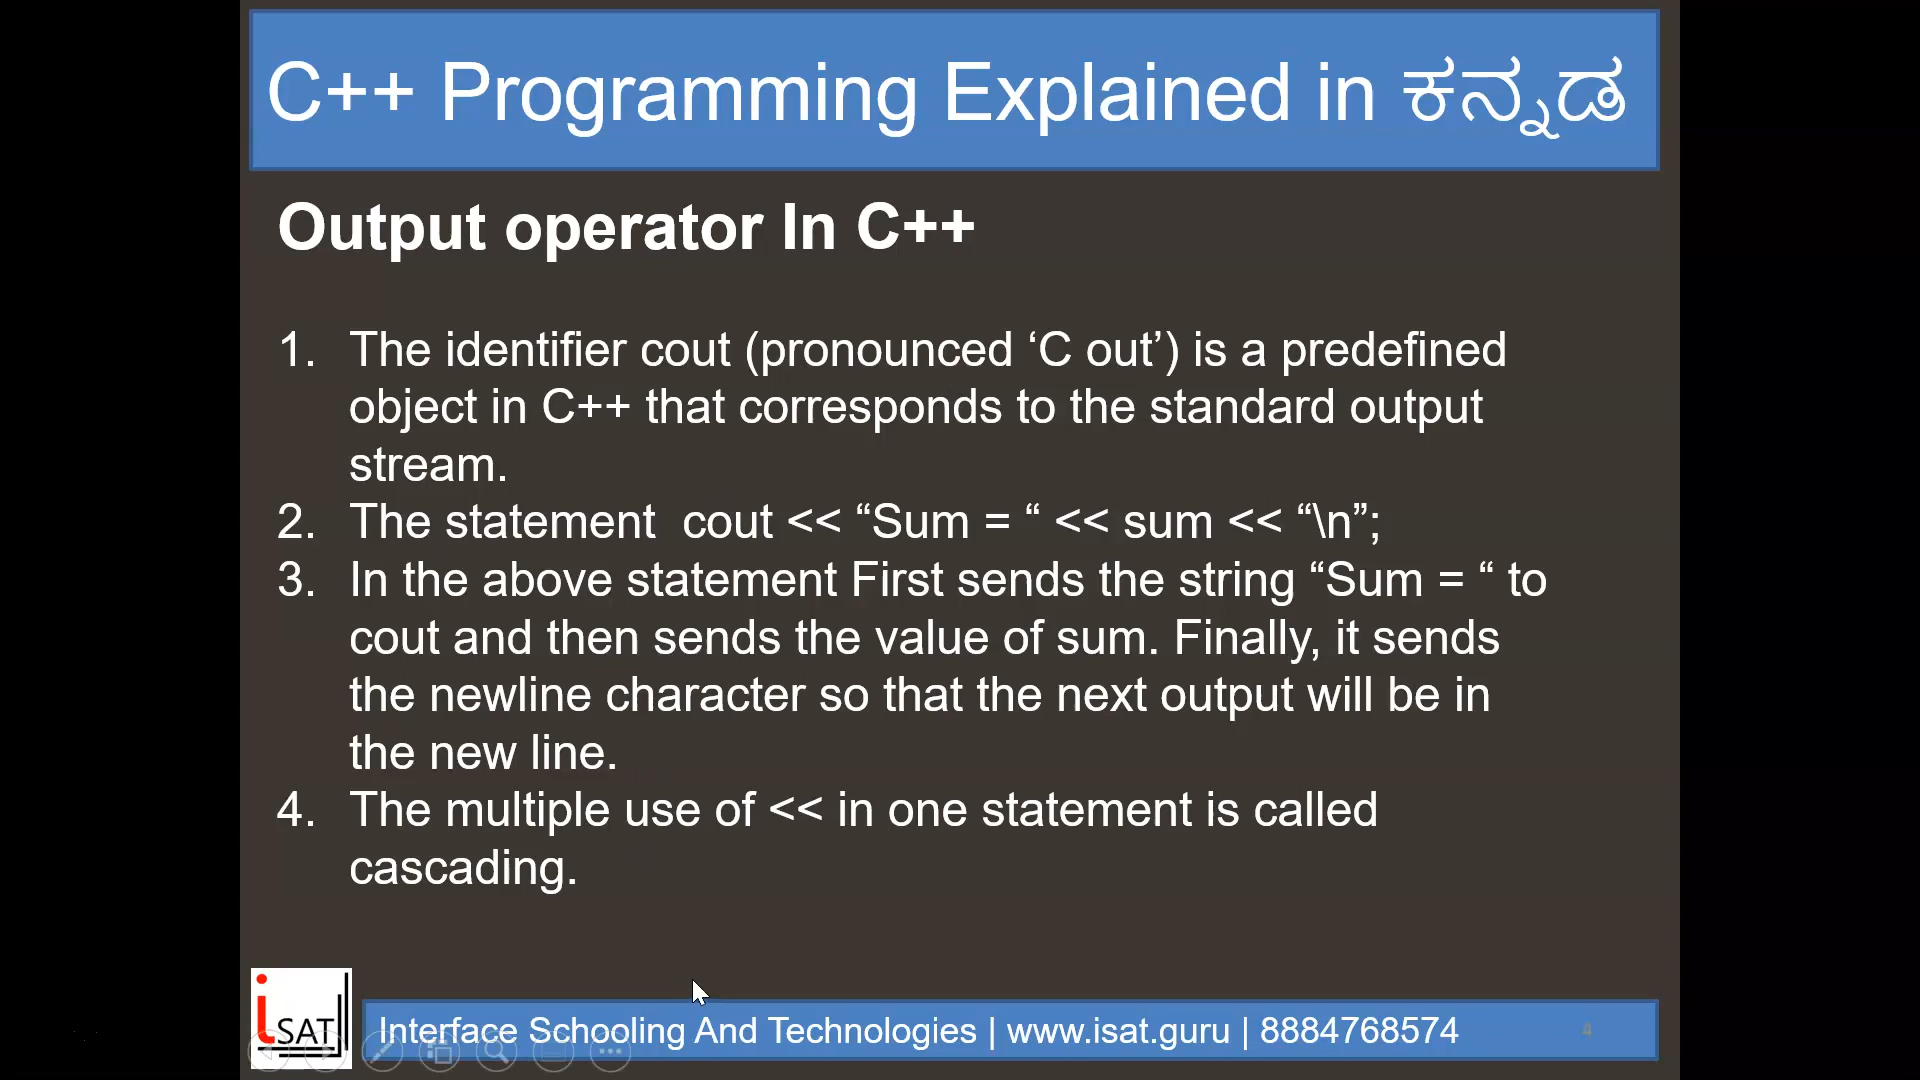 C++ Programming Explained in ಕನ್ನಡ
Output operator In C++
1. The identifier cout (pronounced ‘C out’) is a predefined
object in C++ that corresponds to the standard output
stream.
2. The statement  cout << “Sum = “ << sum << “\n”;
3. In the above statement First sends the string “Sum = “ to
cout and then sends the value of sum. Finally, it sends
the newline character so that the next output will be in
the new line.
4. The multiple use of << in one statement is called
cascading.
iSAT
Interface Schooling And Technologies | www.isat.guru | 8884768574
4